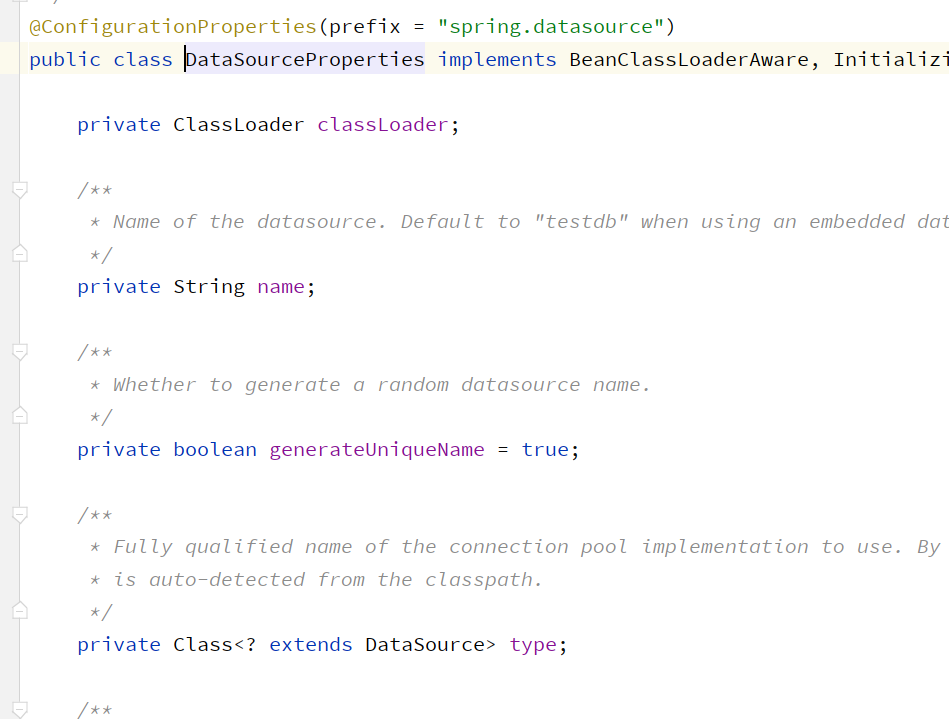 @ConfigurationProperties(prefix = "spring.datasource")
public class DataSourceProperties implements BeanClassLoaderAware, Initializi
private ClassLoader classLoader;
/**
* Name of the datasource. Default to "testdb" when using an embedded dat
*/
private String name;
/**
* Whether to generate a random datasource name.
*/
private boolean generateUniqueName = true;
/**
* Fully qualified name of the connection pool implementation to use. By
* is auto-detected from the classpath.
*/
private Class<? extends DataSource> type;
/**